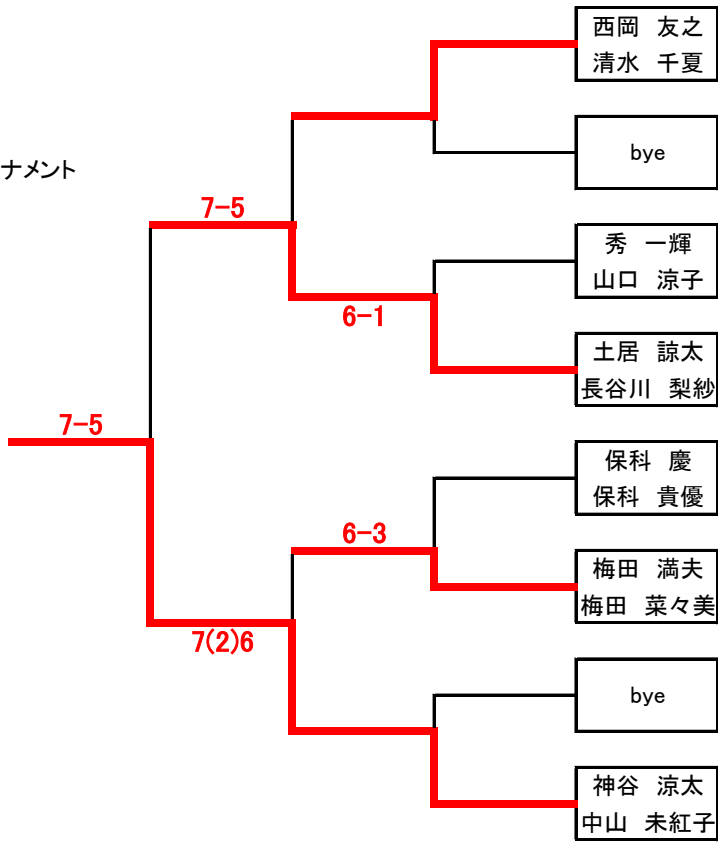 西岡　友之
清水　千夏
bye
ナメント
7-5
秀　一輝
山口　涼子
6-1
土居　諒太
長谷川　梨紗
7-5
保科　慶
保科　貴優
6-3
梅田　満夫
梅田　菜々美
7(2)6
bye
神谷　涼太
中山　未紅子